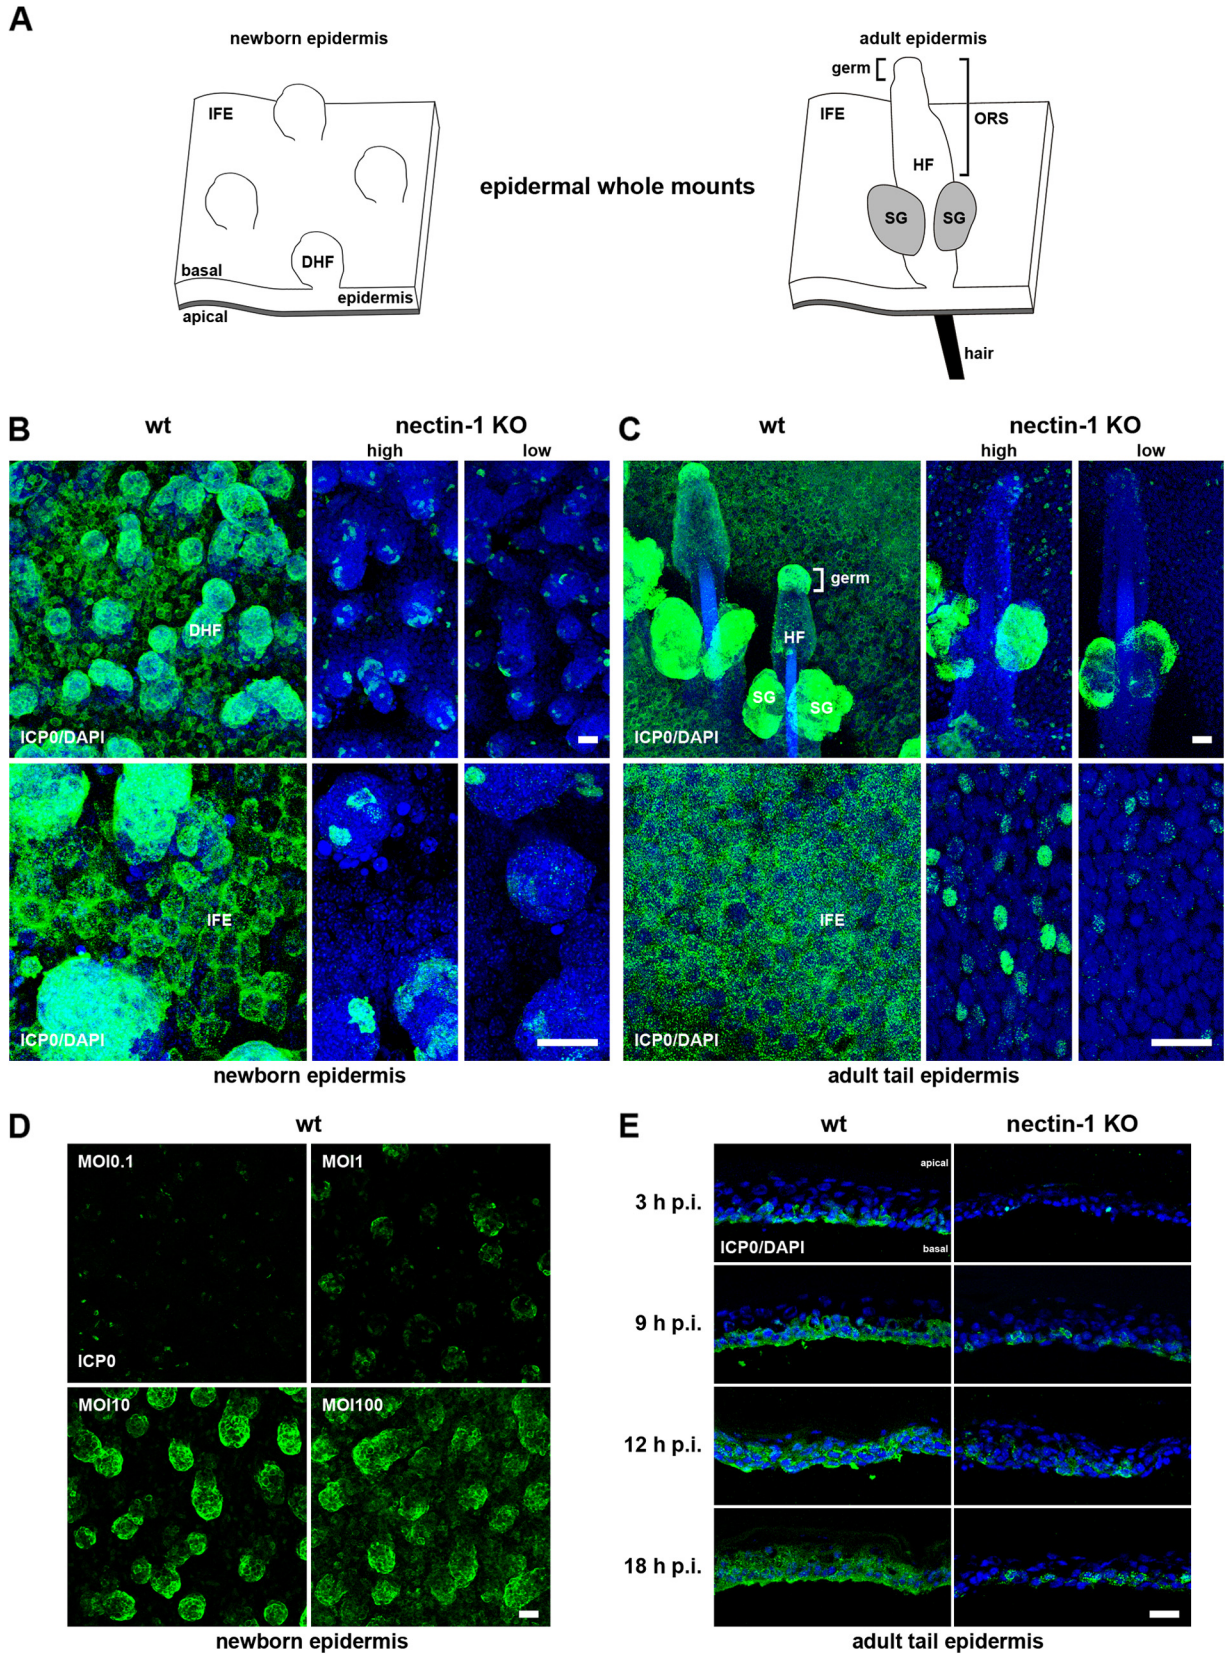 A
newborn epidermis
adult epidermis
germ
IFE
IFE
ORS
HF
epidermal whole mounts
SG
SG
DHF
basal
epidermis
apical
hair
B
wt
nectin-1 KO
high
low
C
wt
nectin-1 KO
high
low
DHF
ICP0/DAPI
germ
HF
SG
SG
ICP0/DAPI
IFE
ICP0/DAPI
IFE
ICP0/DAPI
newborn epidermis
adult tail epidermis
D
wt
MOI0.1
MOI1
ICP0
MOI10
MOI100
newborn epidermis
E
wt
nectin-1 KO
3 h p.i.
apical
ICP0/DAPI
basal
9 h p.i.
12 h p.i.
18 h p.i.
adult tail epidermis